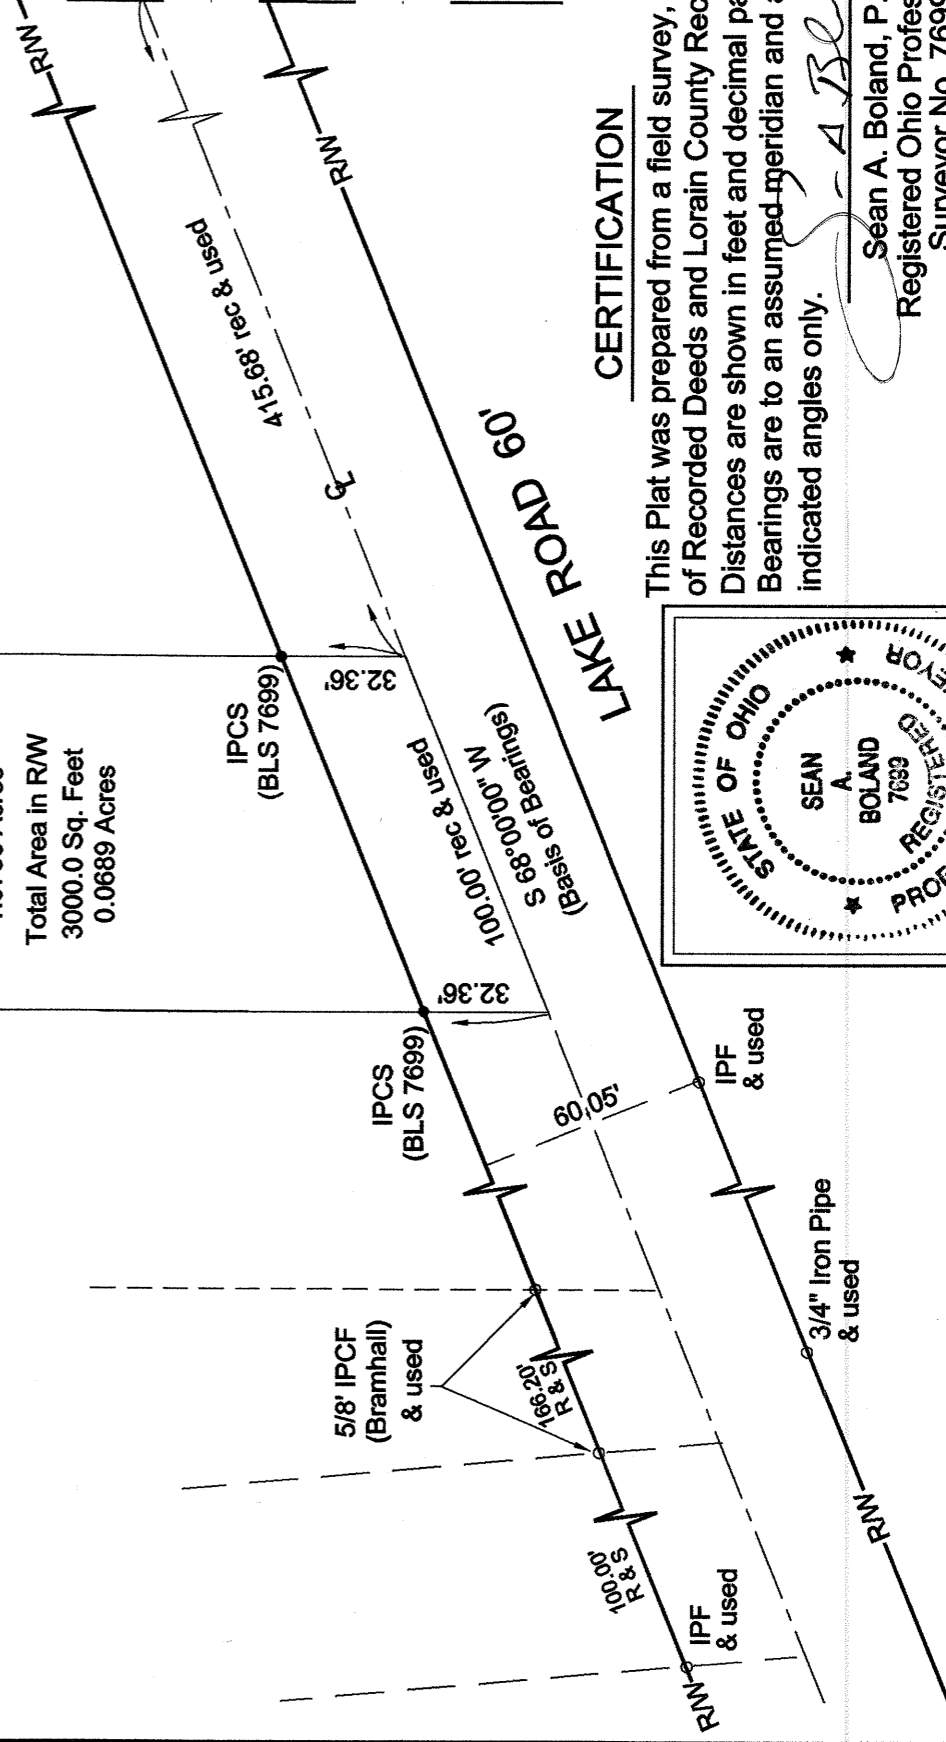 Total Area in R/W
3000.0 Sq. Feet
0.0689 Acres
R/W
R/W
415.68' rec & used
CL
IPCS
(BLS 7699)
32.36'
100.00' rec & used
S 68°00'00" W
(Basis of Bearings)
LAKE ROAD 60'
IPCS
(BLS 7699)
32.36'
60.05'
IPF
& used
5/8' IPCF
(Bramhall)
& used
166.20'
R & S
100.00'
R & S
IPF
& used
R/W
3/4" Iron Pipe
& used
R/W
CERTIFICATION
This Plat was prepared from a field survey,
of Recorded Deeds and Lorain County Rec
Distances are shown in feet and decimal pa
Bearings are to an assumed meridian and a
indicated angles only.
Sean A. Boland, P.
Registered Ohio Profes
Surveyor No. 7699
STATE OF OHIO
SEAN
A.
BOLAND
7699
REGISTERED